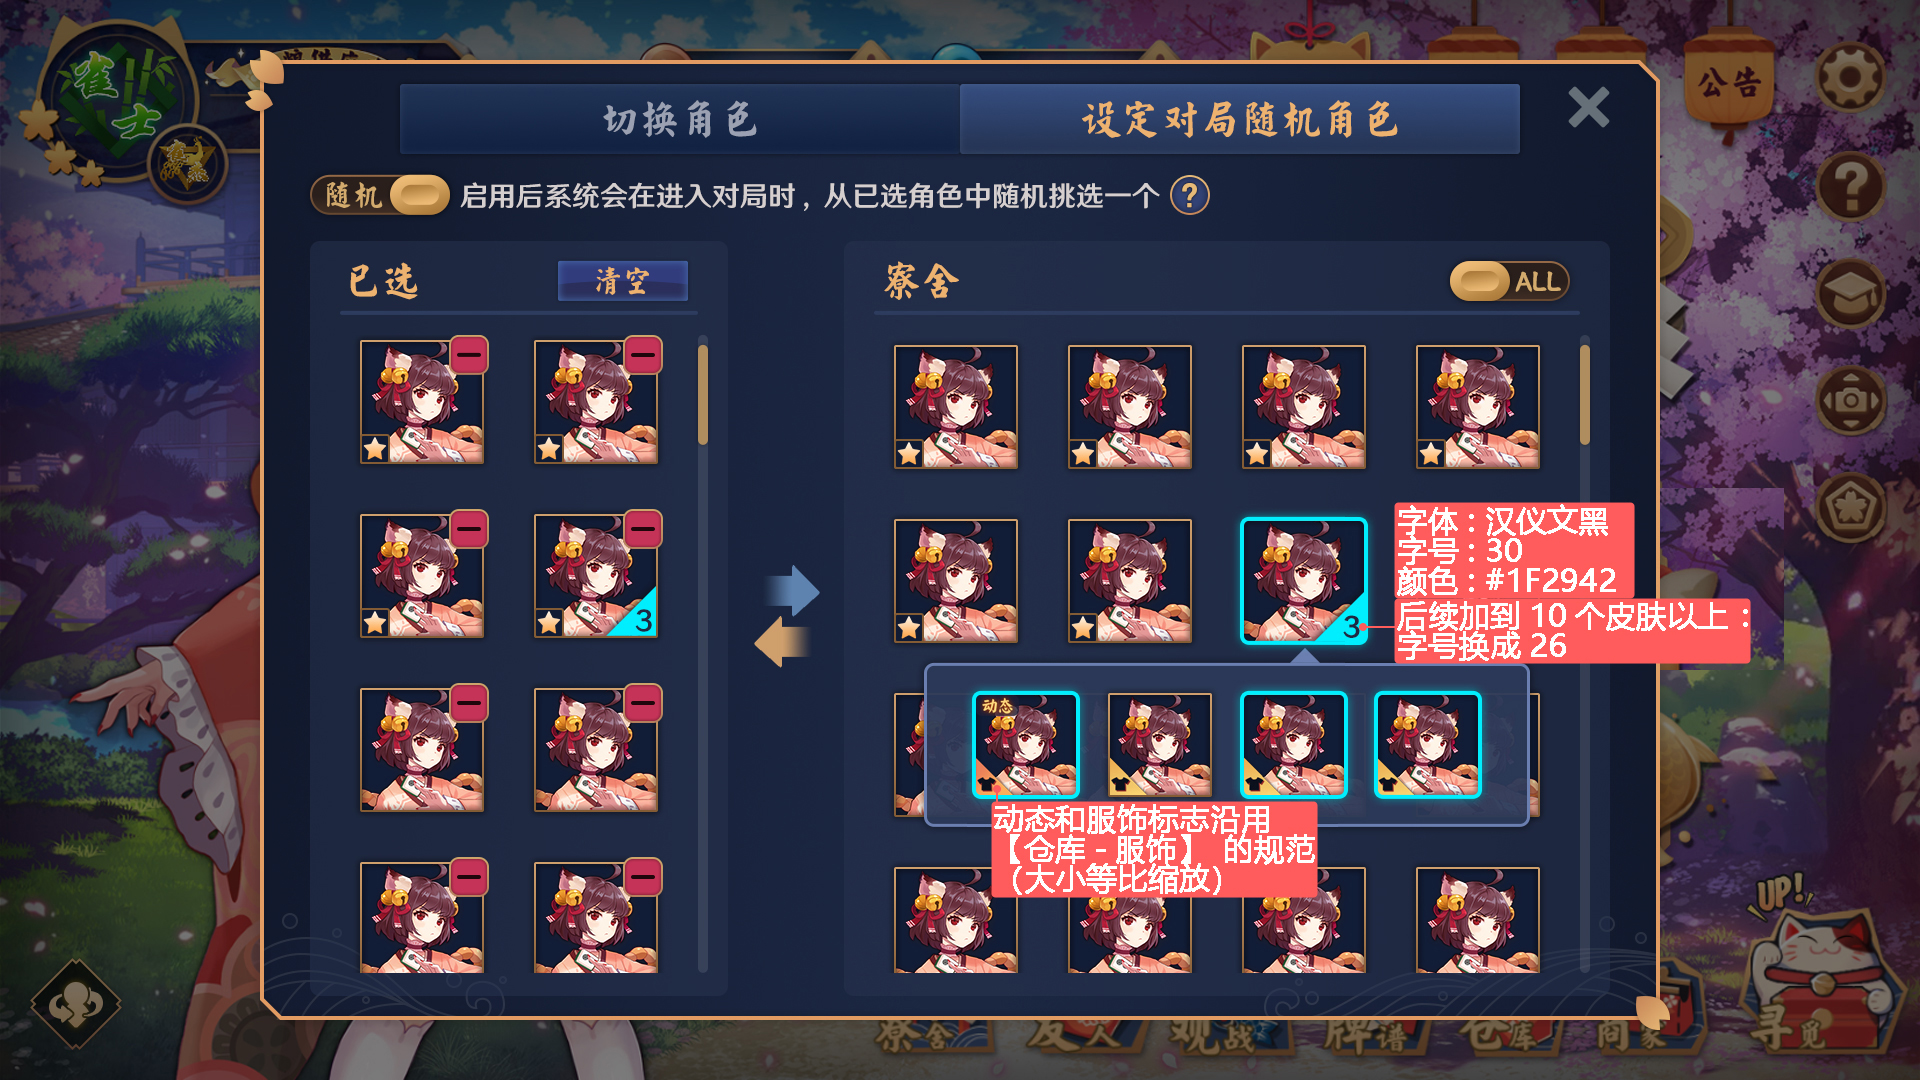 雀士
公告
切换角色
设定对局随机角色
随机
启用后系统会在进入对局时，从已选角色中随机挑选一个
?
已选
清空
寮舍
ALL
3
3
字体：汉仪文黑
字号：30
颜色：#1F2942
后续加到 10 个皮肤以上：
字号换成 26
动态
动态和服饰标志沿用
【仓库 - 服饰】 的规范
（大小等比缩放）
UP!
寮舍
友人
观战
牌谱
仓库
商家
寻觅